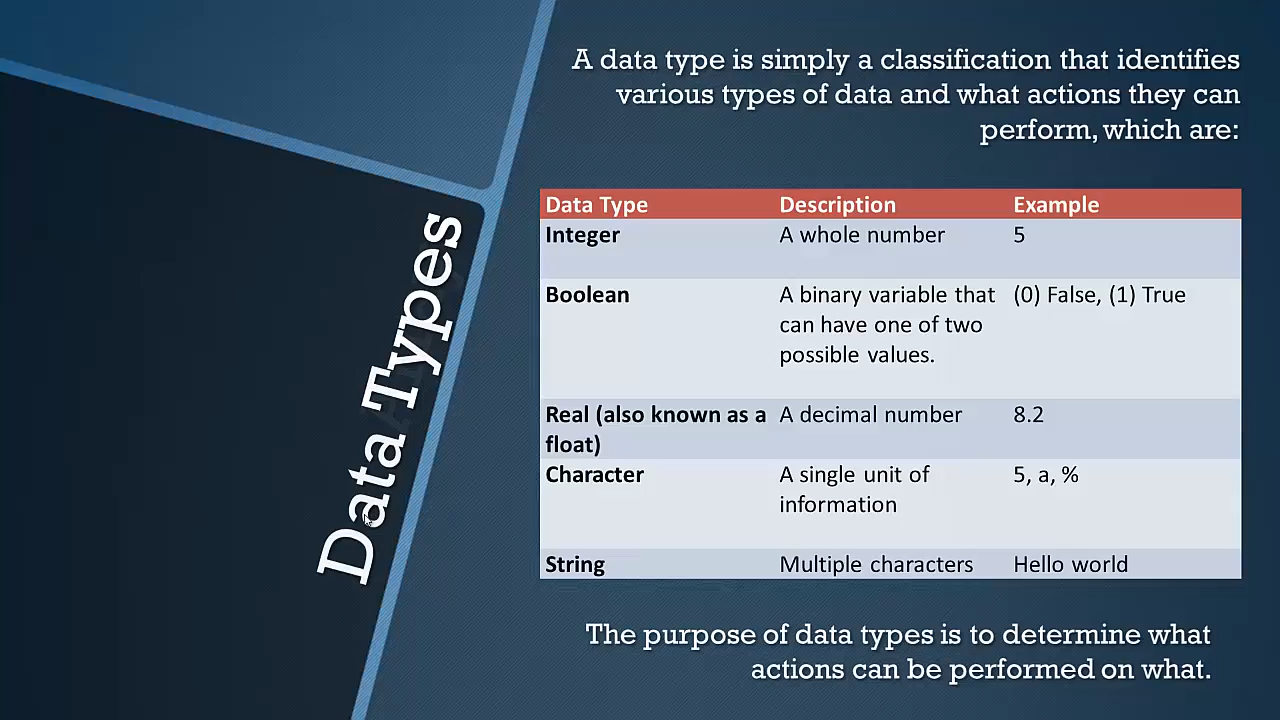 Data Types
A data type is simply a classification that identifies
various types of data and what actions they can
perform, which are:
Data Type Description Example
Integer A whole number 5
Boolean A binary variable that (0) False, (1) True
can have one of two
possible values.
Real (also known as a A decimal number 8.2
float)
Character A single unit of 5, a, %
information
String Multiple characters Hello world
The purpose of data types is to determine what
actions can be performed on what.